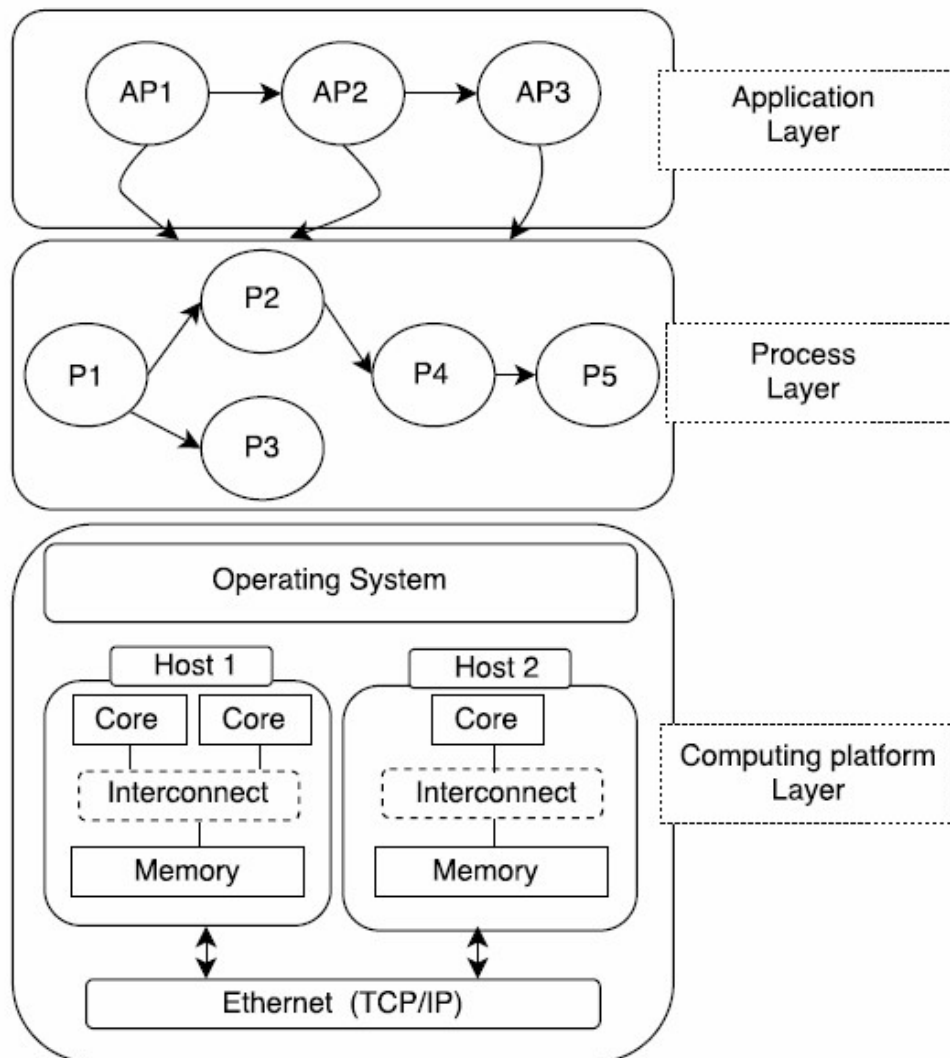 AP1
AP2
AP3
Application
Layer
P1
P2
P3
P4
P5
Process
Layer
Operating System
Host 1
Host 2
Core
Core
Core
Interconnect
Interconnect
Memory
Memory
Computing platform
Layer
Ethernet (TCP/IP)